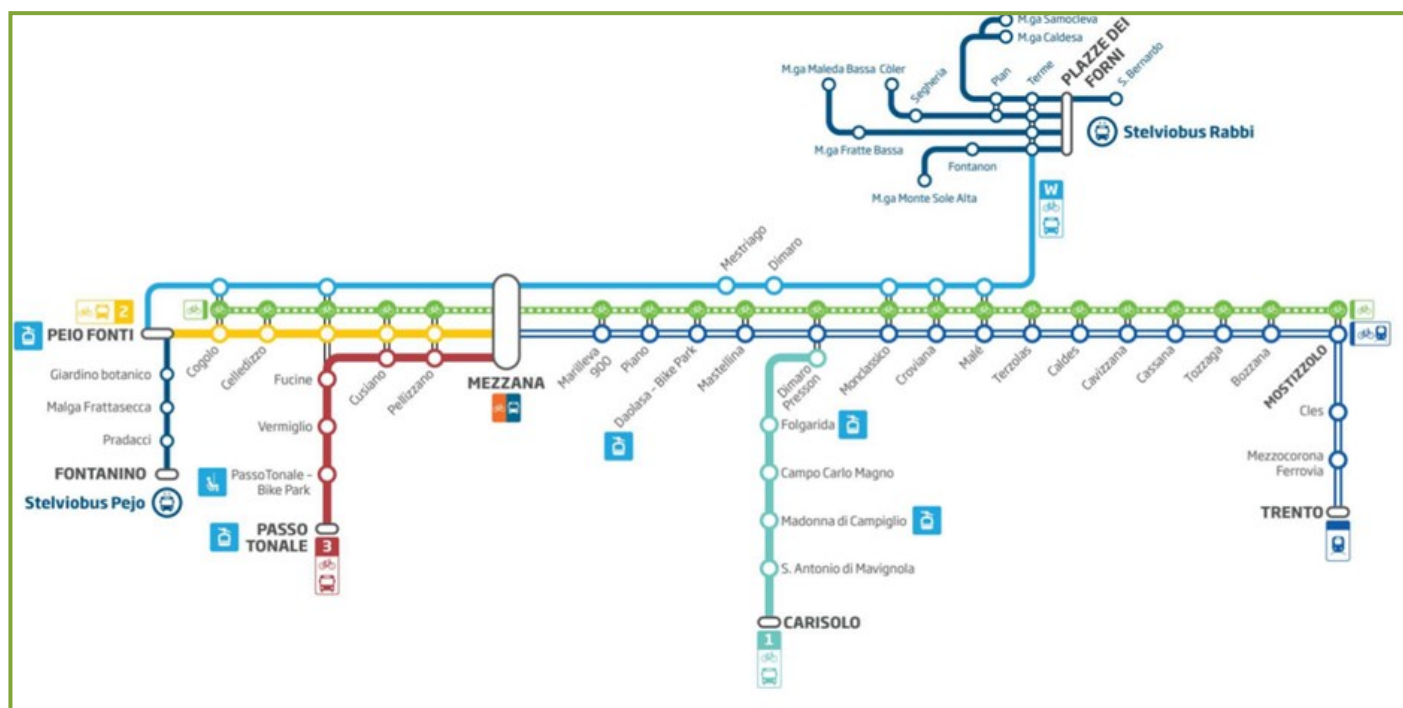 M.ga Samocleva
M.ga Caldesa
PLAZZE DEI
FORNI
S. Bernardo
Terme
Plan
Segheria
M.ga Maleda Bassa
Còler
M.ga Fratte Bassa
Fontanon
M.ga Monte Sole Alta
Stelviobus Rabbi
W
Mestriago
Dimaro
2
PEIO FONTI
Giardino botanico
Malga Frattasecca
Pradacci
FONTANINO
Stelviobus Pejo
Cogolo
Celledizzo
Fucine
Cusiano
Pellizzano
Vermiglio
Passo Tonale –
Bike Park
PASSO
TONALE
3
MEZZANA
Marilleva
900
Piano
Daolasa – Bike Park
Mastellina
Dimaro
Presson
Monclassico
Croviana
Malé
Terzolas
Caldes
Cavizzana
Cassana
Tozzaga
Bozzana
MOSTIZZOLO
Folgarida
Campo Carlo Magno
Madonna di Campiglio
S. Antonio di Mavignola
CARISOLO
1
Cles
Mezzocorona
Ferrovia
TRENTO